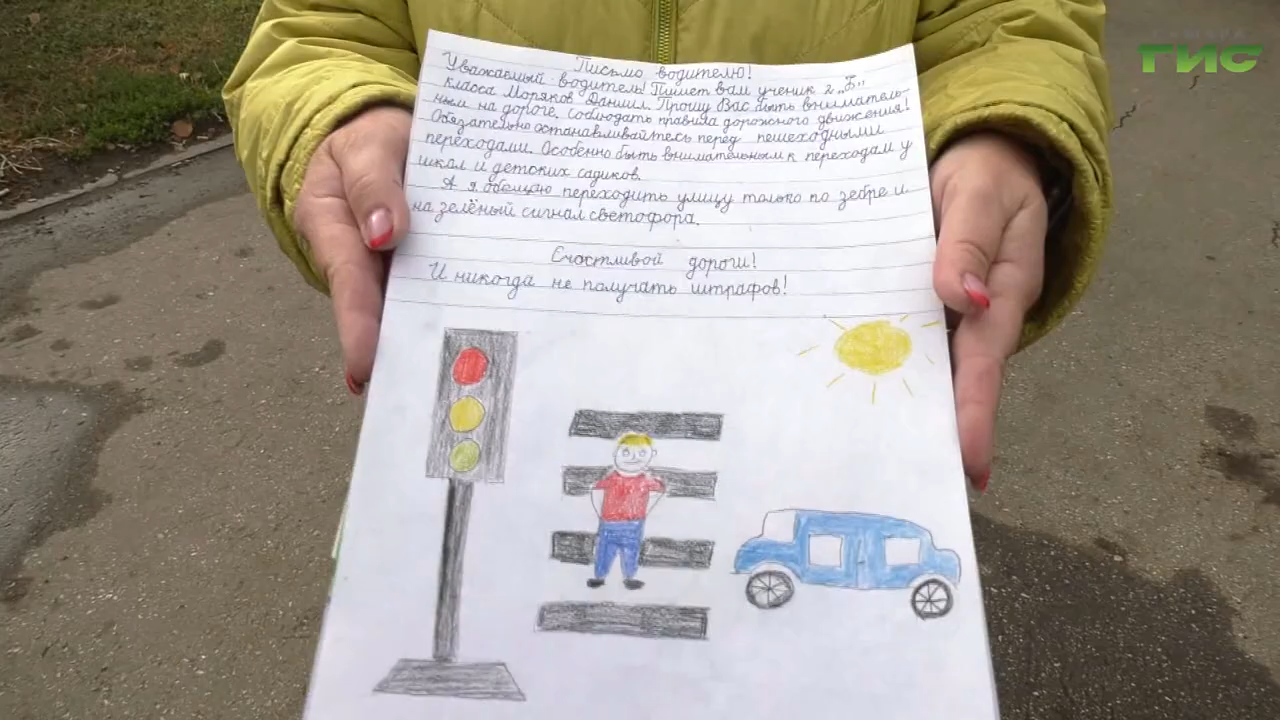 Письмо водителю!
Уважаемый водитель! Пишет вам ученик 2 „Б"
класса Моряков Даниил. Прошу Вас быть вниматель-
ным на дороге, соблюдать правила дорожного движения!
Обязательно останавливайтесь перед пешеходными
переходами. Особенно быть внимательным к переходам у
школ и детских садиков.
А я обещаю переходить улицу только по зебре и
на зелёный сигнал светофора.
Счастливой дороги!
И никогда не получать штрафов!
САМАРА
ГИС